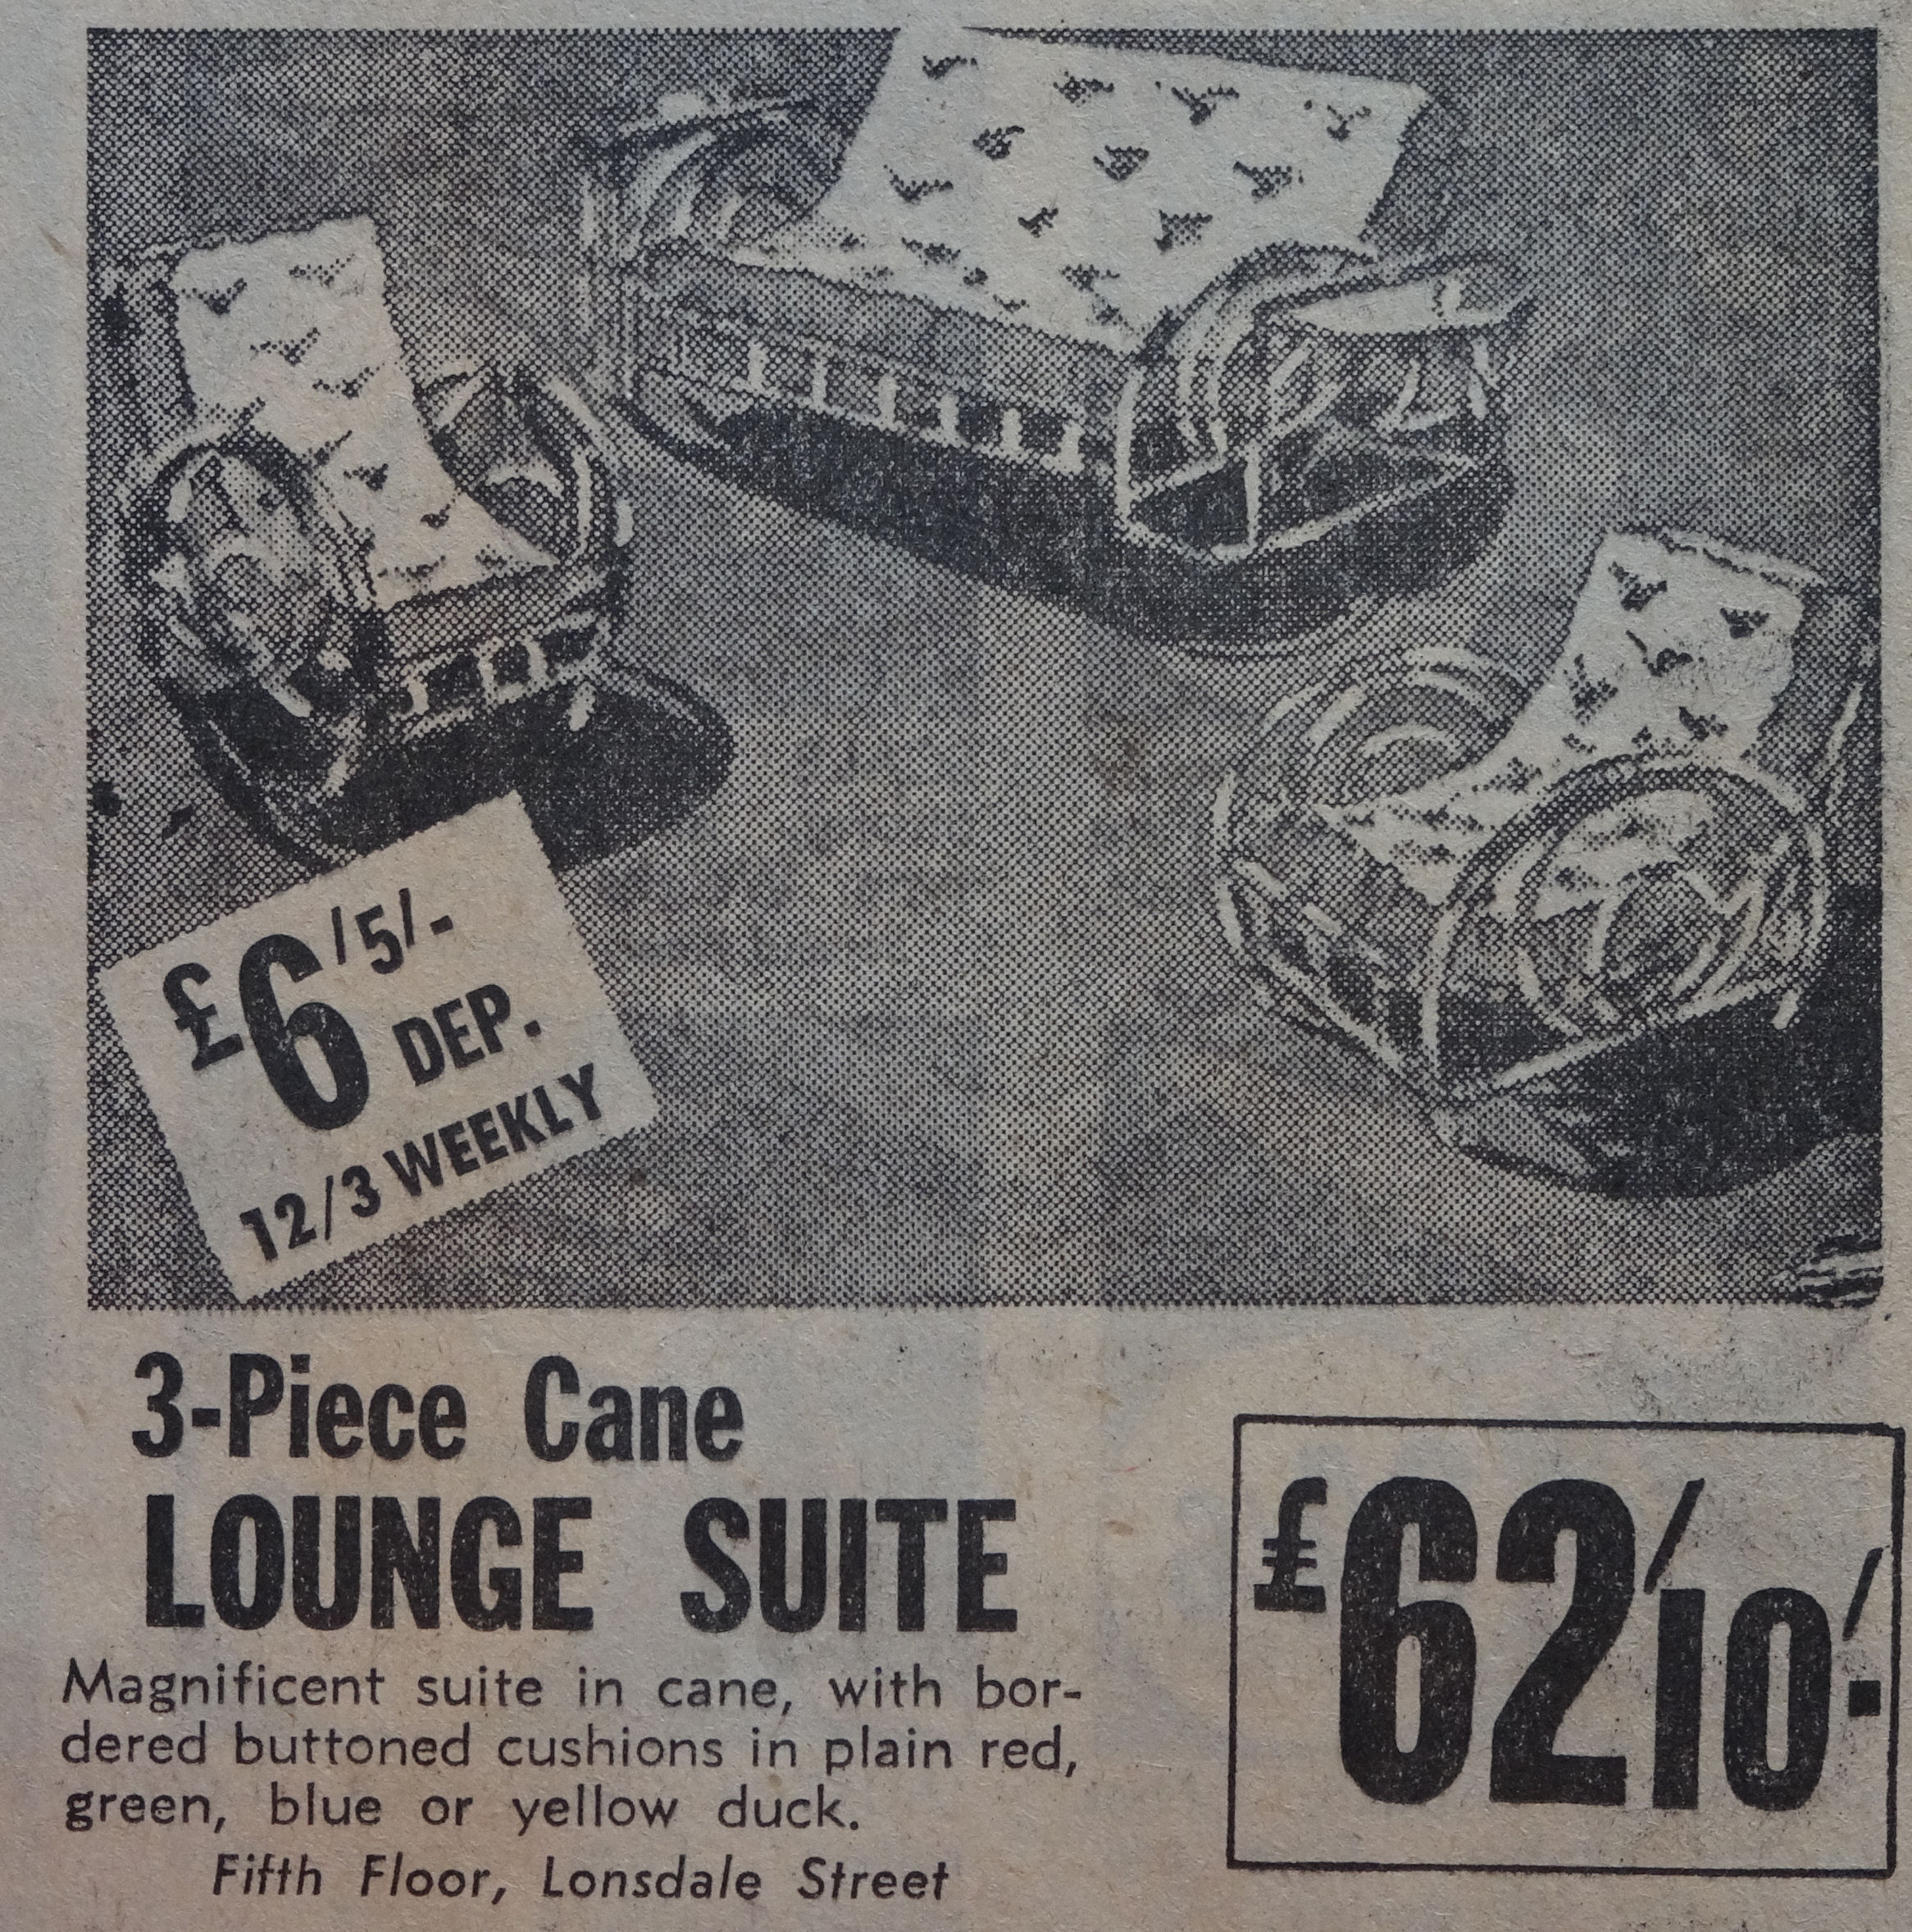 £6/5/-
DEP.
12/3 WEEKLY
3-Piece Cane
LOUNGE SUITE
£62/10/-
Magnificent suite in cane, with bor-
dered buttoned cushions in plain red,
green, blue or yellow duck.
Fifth Floor, Lonsdale Street